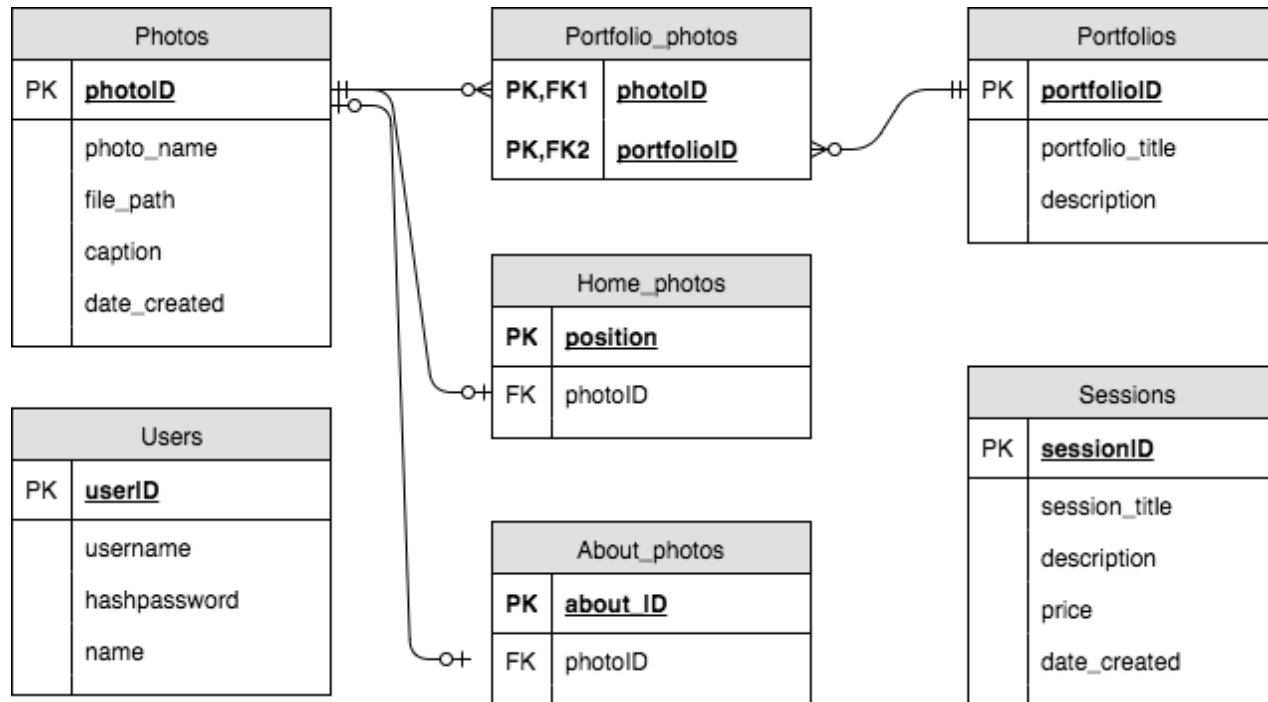 Photos
PK photoID
photo_name
file_path
caption
date_created
Portfolio_photos
PK,FK1 photoID
PK,FK2 portfolioID
Portfolios
PK portfolioID
portfolio_title
description
Home_photos
PK position
FK photoID
Users
PK userID
username
hashpassword
name
About_photos
PK about_ID
FK photoID
Sessions
PK sessionID
session_title
description
price
date_created